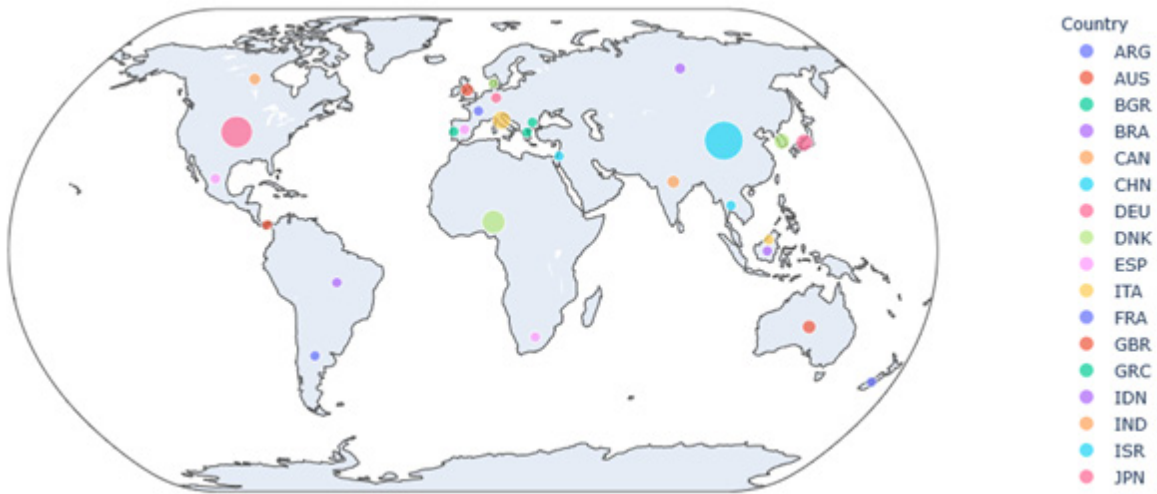 Country
ARG
AUS
BGR
BRA
CAN
CHN
DEU
DNK
ESP
ITA
FRA
GBR
GRC
IDN
IND
ISR
JPN